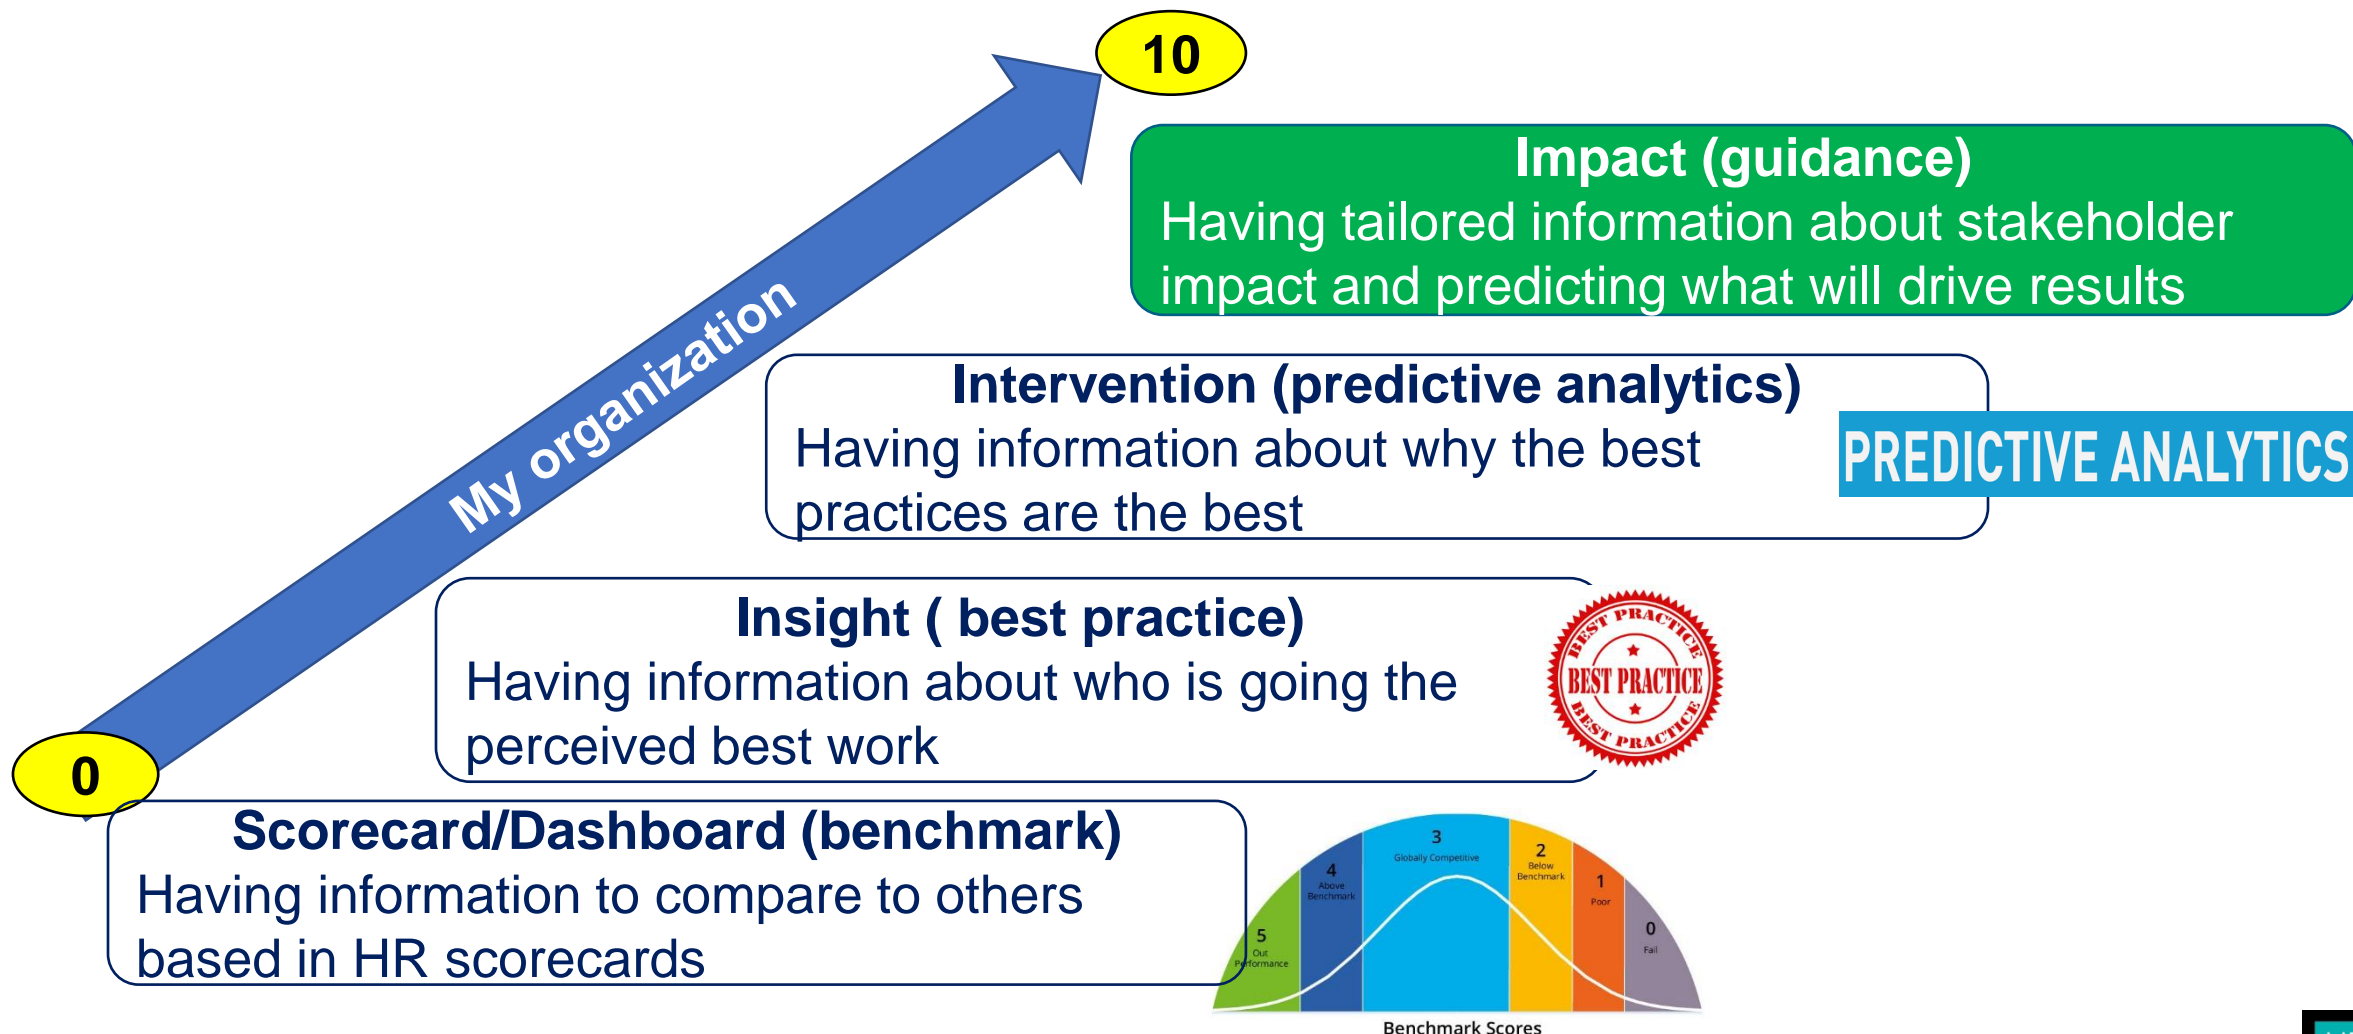 10
Impact (guidance)
Having tailored information about stakeholder
impact and predicting what will drive results
My organization
Intervention (predictive analytics)
Having information about why the best
practices are the best
PREDICTIVE ANALYTICS
Insight ( best practice)
Having information about who is going the
perceived best work
BEST PRACTICE
BEST PRACTICE
BEST PRACTICE
0
Scorecard/Dashboard (benchmark)
Having information to compare to others
based in HR scorecards
3
Globally Competitive
4
Above
Benchmark
2
Below
Benchmark
1
Poor
5
Out
Performance
0
Fail
Benchmark Scores